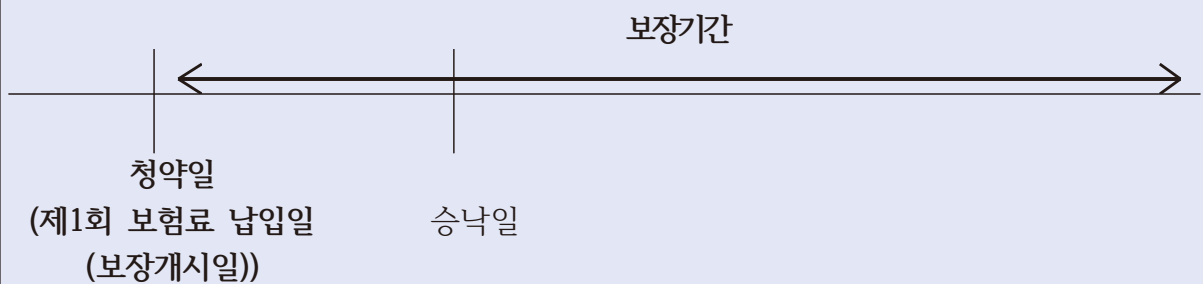 보장기간
청약일
(제1회 보험료 납입일
승낙일
(보장개시일))